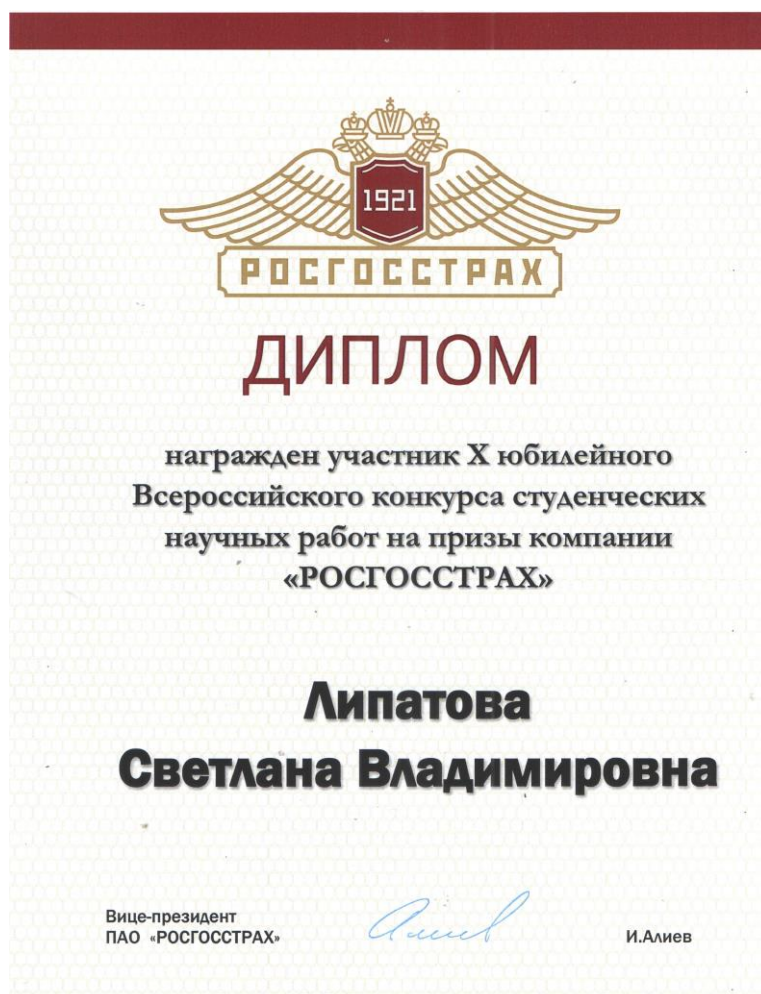 1921
РОСГОССТРАХ
ДИПЛОМ
награжден участник X юбилейного
Всероссийского конкурса студенческих
научных работ на призы компании
«РОСГОССТРАХ»
Липатова
Светлана Владимировна
Вице-президент
ПАО «РОСГОССТРАХ»
И.Алиев